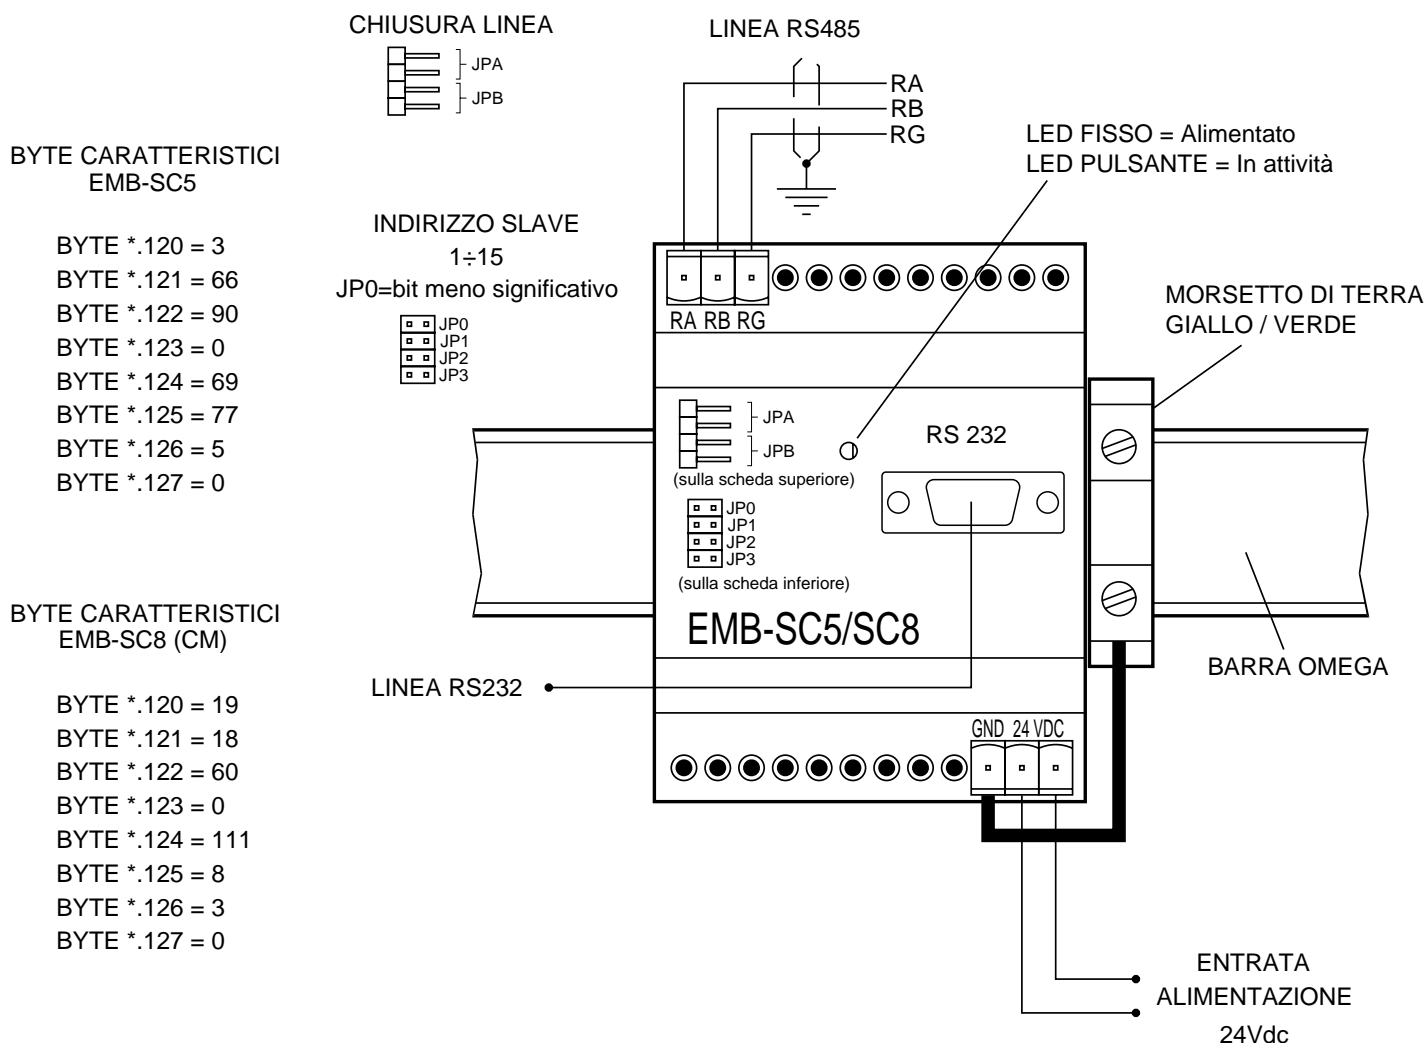 CHIUSURA LINEA
JPA
JPB
LINEA RS485
RA
RB
RG
LED FISSO = Alimentato
LED PULSANTE = In attività
BYTE CARATTERISTICI
EMB-SC5
BYTE *.120 = 3
BYTE *.121 = 66
BYTE *.122 = 90
BYTE *.123 = 0
BYTE *.124 = 69
BYTE *.125 = 77
BYTE *.126 = 5
BYTE *.127 = 0
INDIRIZZO SLAVE
1÷15
JP0=bit meno significativo
JP0
JP1
JP2
JP3
RA RB RG
MORSETTO DI TERRA
GIALLO / VERDE
JPA
JPB
(sulla scheda superiore)
RS 232
JP0
JP1
JP2
JP3
(sulla scheda inferiore)
EMB-SC5/SC8
BYTE CARATTERISTICI
EMB-SC8 (CM)
BYTE *.120 = 19
BYTE *.121 = 18
BYTE *.122 = 60
BYTE *.123 = 0
BYTE *.124 = 111
BYTE *.125 = 8
BYTE *.126 = 3
BYTE *.127 = 0
LINEA RS232
BARRA OMEGA
GND 24 VDC
ENTRATA
ALIMENTAZIONE
24Vdc